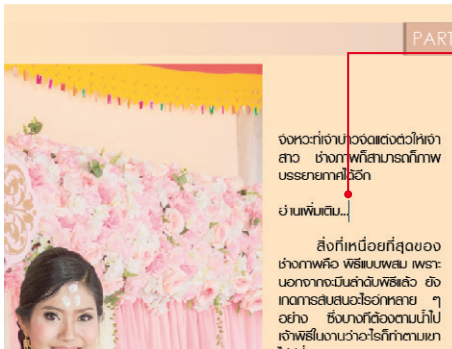 PART
จังหวะที่เจ้าบ่าวจัดแต่งตัวให้เจ้า
สาว ช่างภาพก็สามารถก็ภาพ
บรรยายกาศได้อีก
อ่านเพิ่มเติม...
สิ่งที่เหนื่อยที่สุดของ
ช่างภาพคือ พิธีแบบผสม เพราะ
นอกจากจะมีนลำดับพิธีแล้ว ยัง
เกดการสับสนอะไรอีกหลาย ๆ
อย่าง ซึ่งบางทีต้องตามน้ำไป
เจ้าพิธีในงานว่าอะไรก็ทำตามเขา